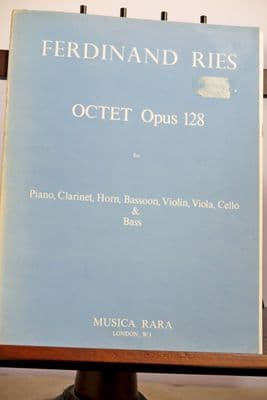 FERDINAND RIES
OCTET Opus 128
for
Piano, Clarinet, Horn, Bassoon, Violin, Viola, Cello
&
Bass
MUSICA RARA
LONDON, W 1